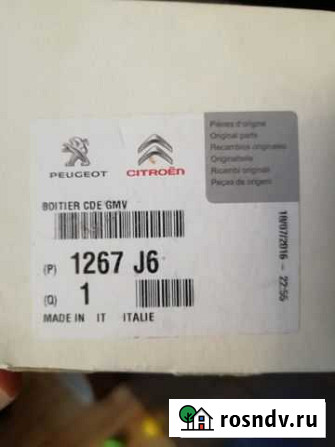 PEUGEOT
CITROËN
Pièces d'origine
Original parts
Recambios originales
Originalteile
Ricambi originali
Peças de origem
BOITIER CDE GMV
(P) 1267 J6
(Q) 1
MADE IN IT ITALIE
18/07/2016 - 22:55
rosndv.ru